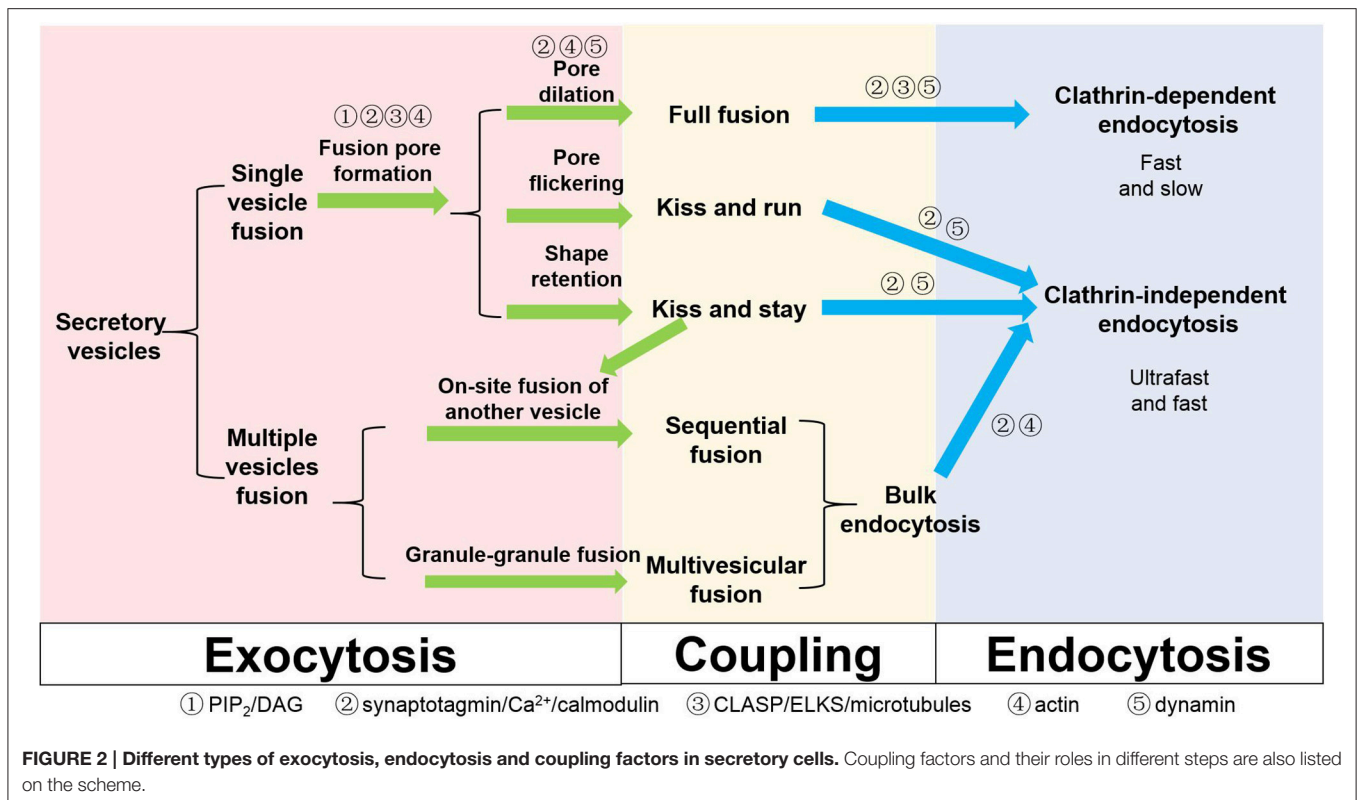 ②④⑤
Pore
dilation
①②③④
Fusion pore
formation
Single
vesicle
fusion
Pore
flickering
Shape
retention
Secretory
vesicles
Multiple
vesicles
fusion
On-site fusion of
another vesicle
Granule-granule fusion
Full fusion
Kiss and run
Kiss and stay
Sequential
fusion
Multivesicular
fusion
Bulk
endocytosis
②③⑤
②⑤
② ⑤
②④
Clathrin-dependent
endocytosis
Fast
and slow
Clathrin-independent
endocytosis
Ultrafast
and fast
Exocytosis Coupling Endocytosis
① PIP₂/DAG ② synaptotagmin/Ca²⁺/calmodulin ③ CLASP/ELKS/microtubules ④ actin ⑤ dynamin
FIGURE 2 | Different types of exocytosis, endocytosis and coupling factors in secretory cells. Coupling factors and their roles in different steps are also listed
on the scheme.